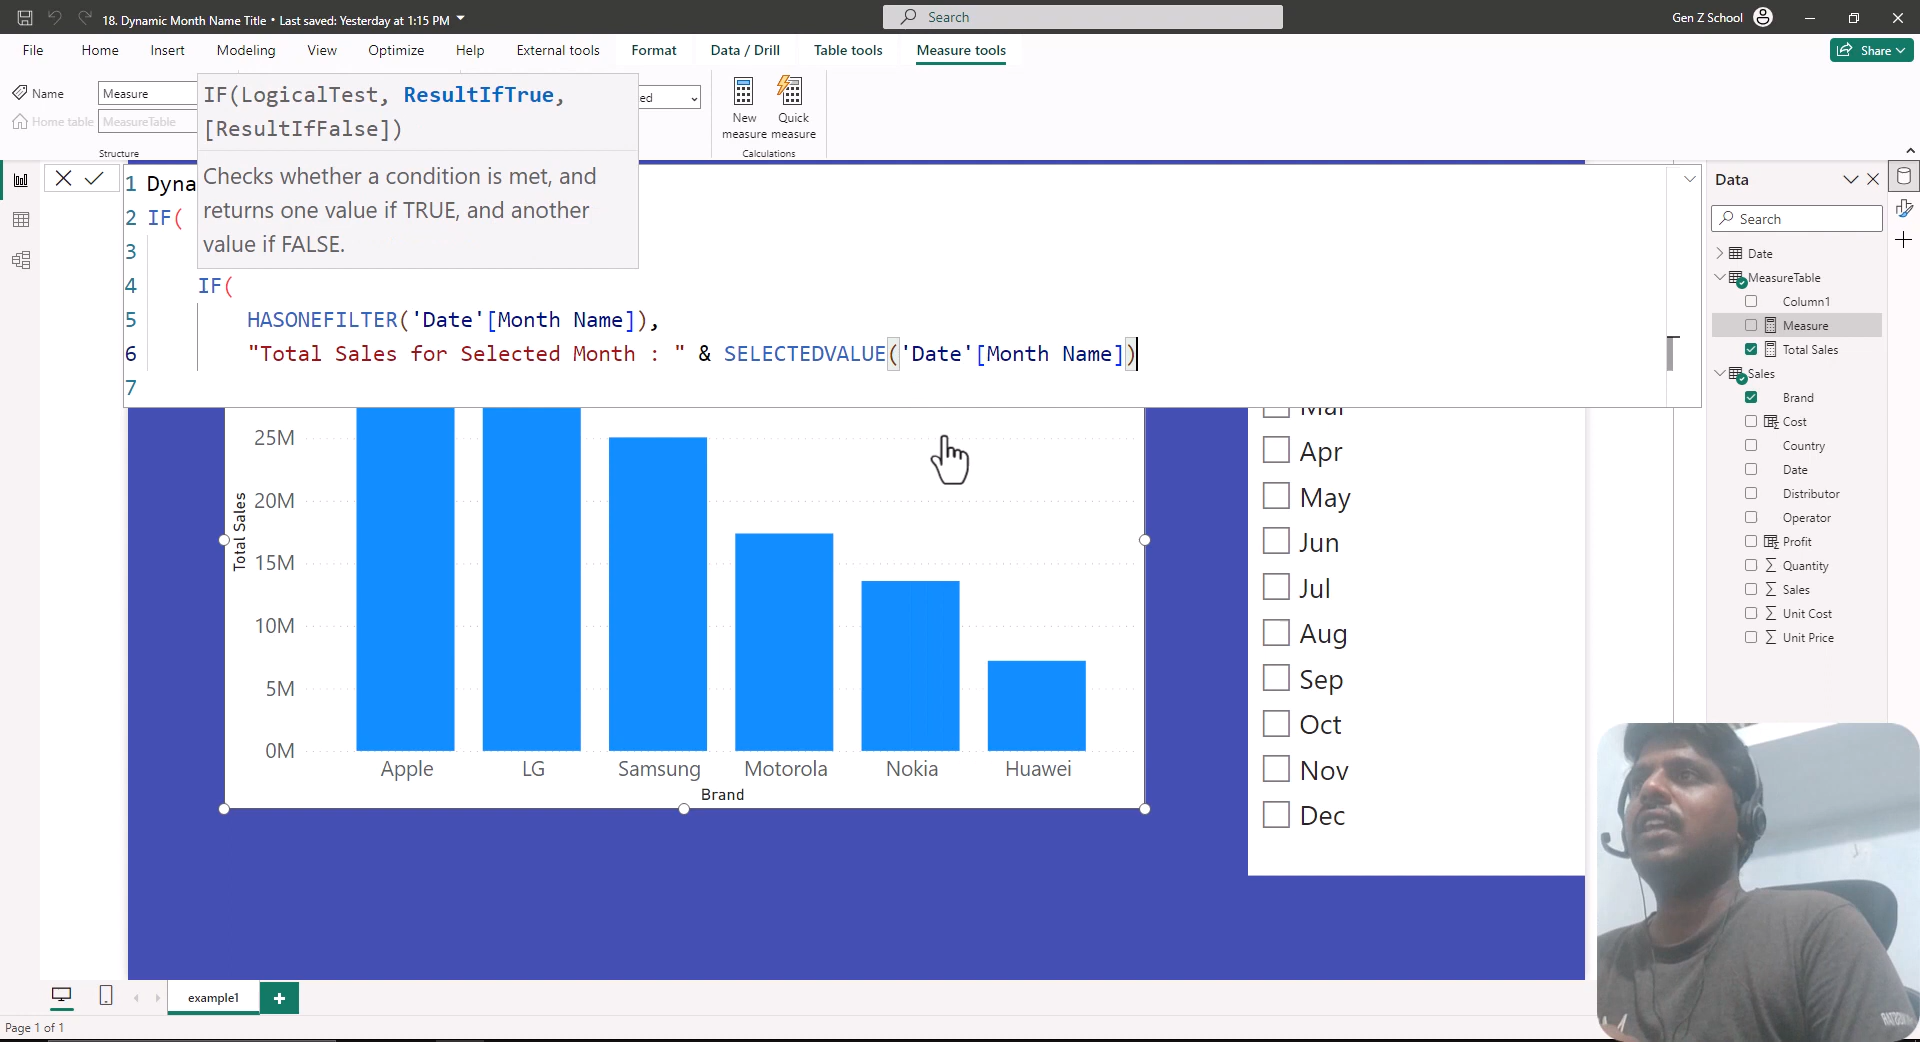 18. Dynamic Month Name Title • Last saved: Yesterday at 1:15 PM
Search
Gen Z School
File Home Insert Modeling View Optimize Help External tools Format Data / Drill Table tools Measure tools
Share
Name Measure
Home table MeasureTable
Structure
IF(LogicalTest, ResultIfTrue,
[ResultIfFalse])
Checks whether a condition is met, and
returns one value if TRUE, and another
value if FALSE.
ed
New
measure
Quick
measure
Calculations
1 Dyna
2 IF(
3
4 IF(
5 HASONEFILTER('Date'[Month Name]),
6 "Total Sales for Selected Month : " & SELECTEDVALUE('Date'[Month Name])
7
25M
20M
15M
10M
5M
0M
Total Sales
Apple LG Samsung Motorola Nokia Huawei
Brand
Mar
Apr
May
Jun
Jul
Aug
Sep
Oct
Nov
Dec
Data
Search
Date
MeasureTable
Column1
Measure
Total Sales
Sales
Brand
Cost
Country
Date
Distributor
Operator
Profit
Quantity
Sales
Unit Cost
Unit Price
example1
Page 1 of 1